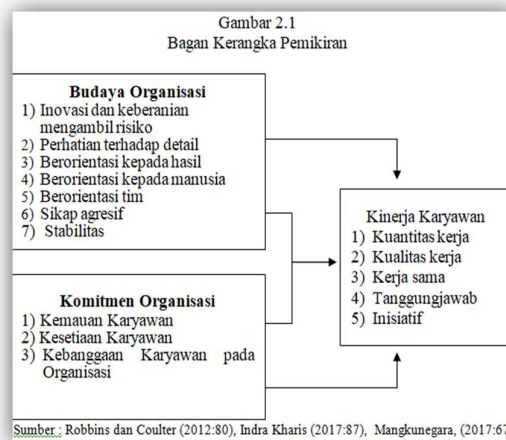 Gambar 2.1
Bagan Kerangka Pemikiran
Budaya Organisasi
1) Inovasi dan keberanian
mengambil risiko
2) Perhatian terhadap detail
3) Berorientasi kepada hasil
4) Berorientasi kepada manusia
5) Berorientasi tim
6) Sikap agresif
7) Stabilitas
Komitmen Organisasi
1) Kemauan Karyawan
2) Kesetiaan Karyawan
3) Kebanggaan Karyawan pada
Organisasi
Kinerja Karyawan
1) Kuantitas kerja
2) Kualitas kerja
3) Kerja sama
4) Tanggungjawab
5) Inisiatif
Sumber : Robbins dan Coulter (2012:80), Indra Kharis (2017:87), Mangkunegara, (2017:67